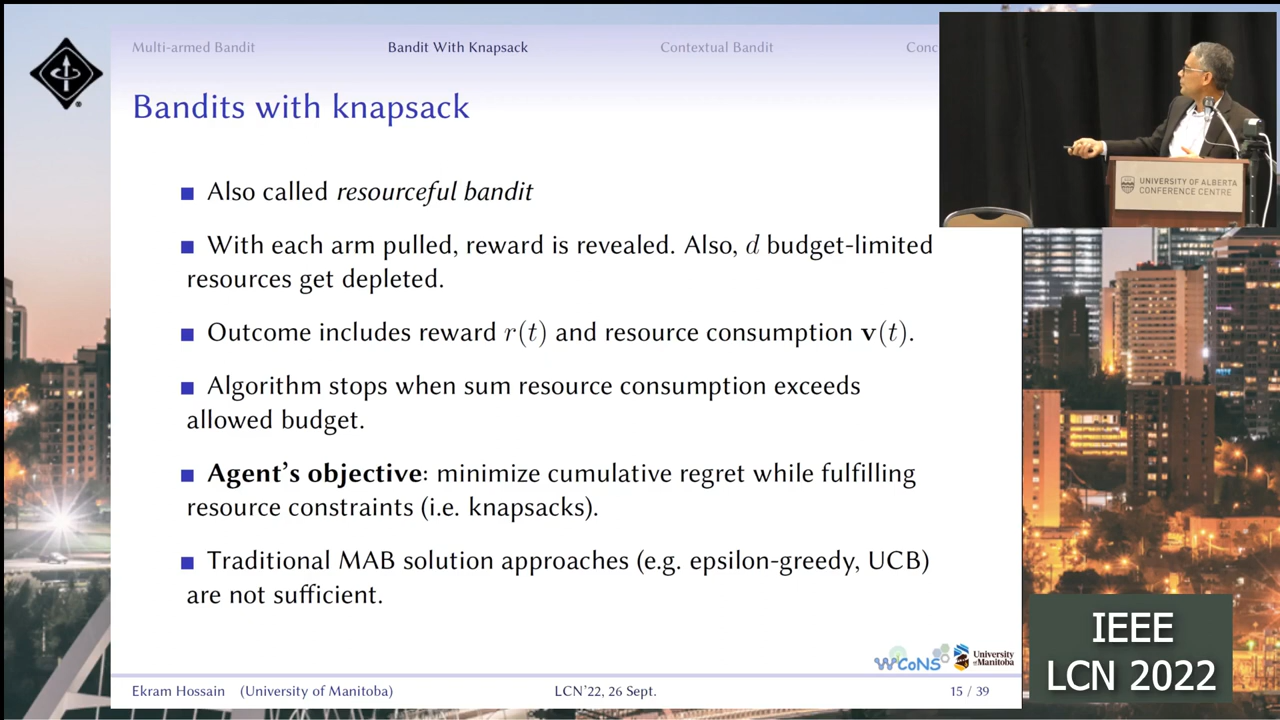 Multi-armed Bandit
Bandit With Knapsack
Contextual Bandit
Bandits with knapsack
Also called resourceful bandit
With each arm pulled, reward is revealed. Also, d budget-limited
resources get depleted.
Outcome includes reward r(t) and resource consumption v(t).
Algorithm stops when sum resource consumption exceeds
allowed budget.
Agent's objective: minimize cumulative regret while fulfilling
resource constraints (i.e. knapsacks).
Traditional MAB solution approaches (e.g. epsilon-greedy, UCB)
are not sufficient.
WCoNS
University
of Manitoba
Ekram Hossain (University of Manitoba)
LCN'22, 26 Sept.
15 / 39
UNIVERSITY OF ALBERTA
CONFERENCE CENTRE
IEEE
LCN 2022